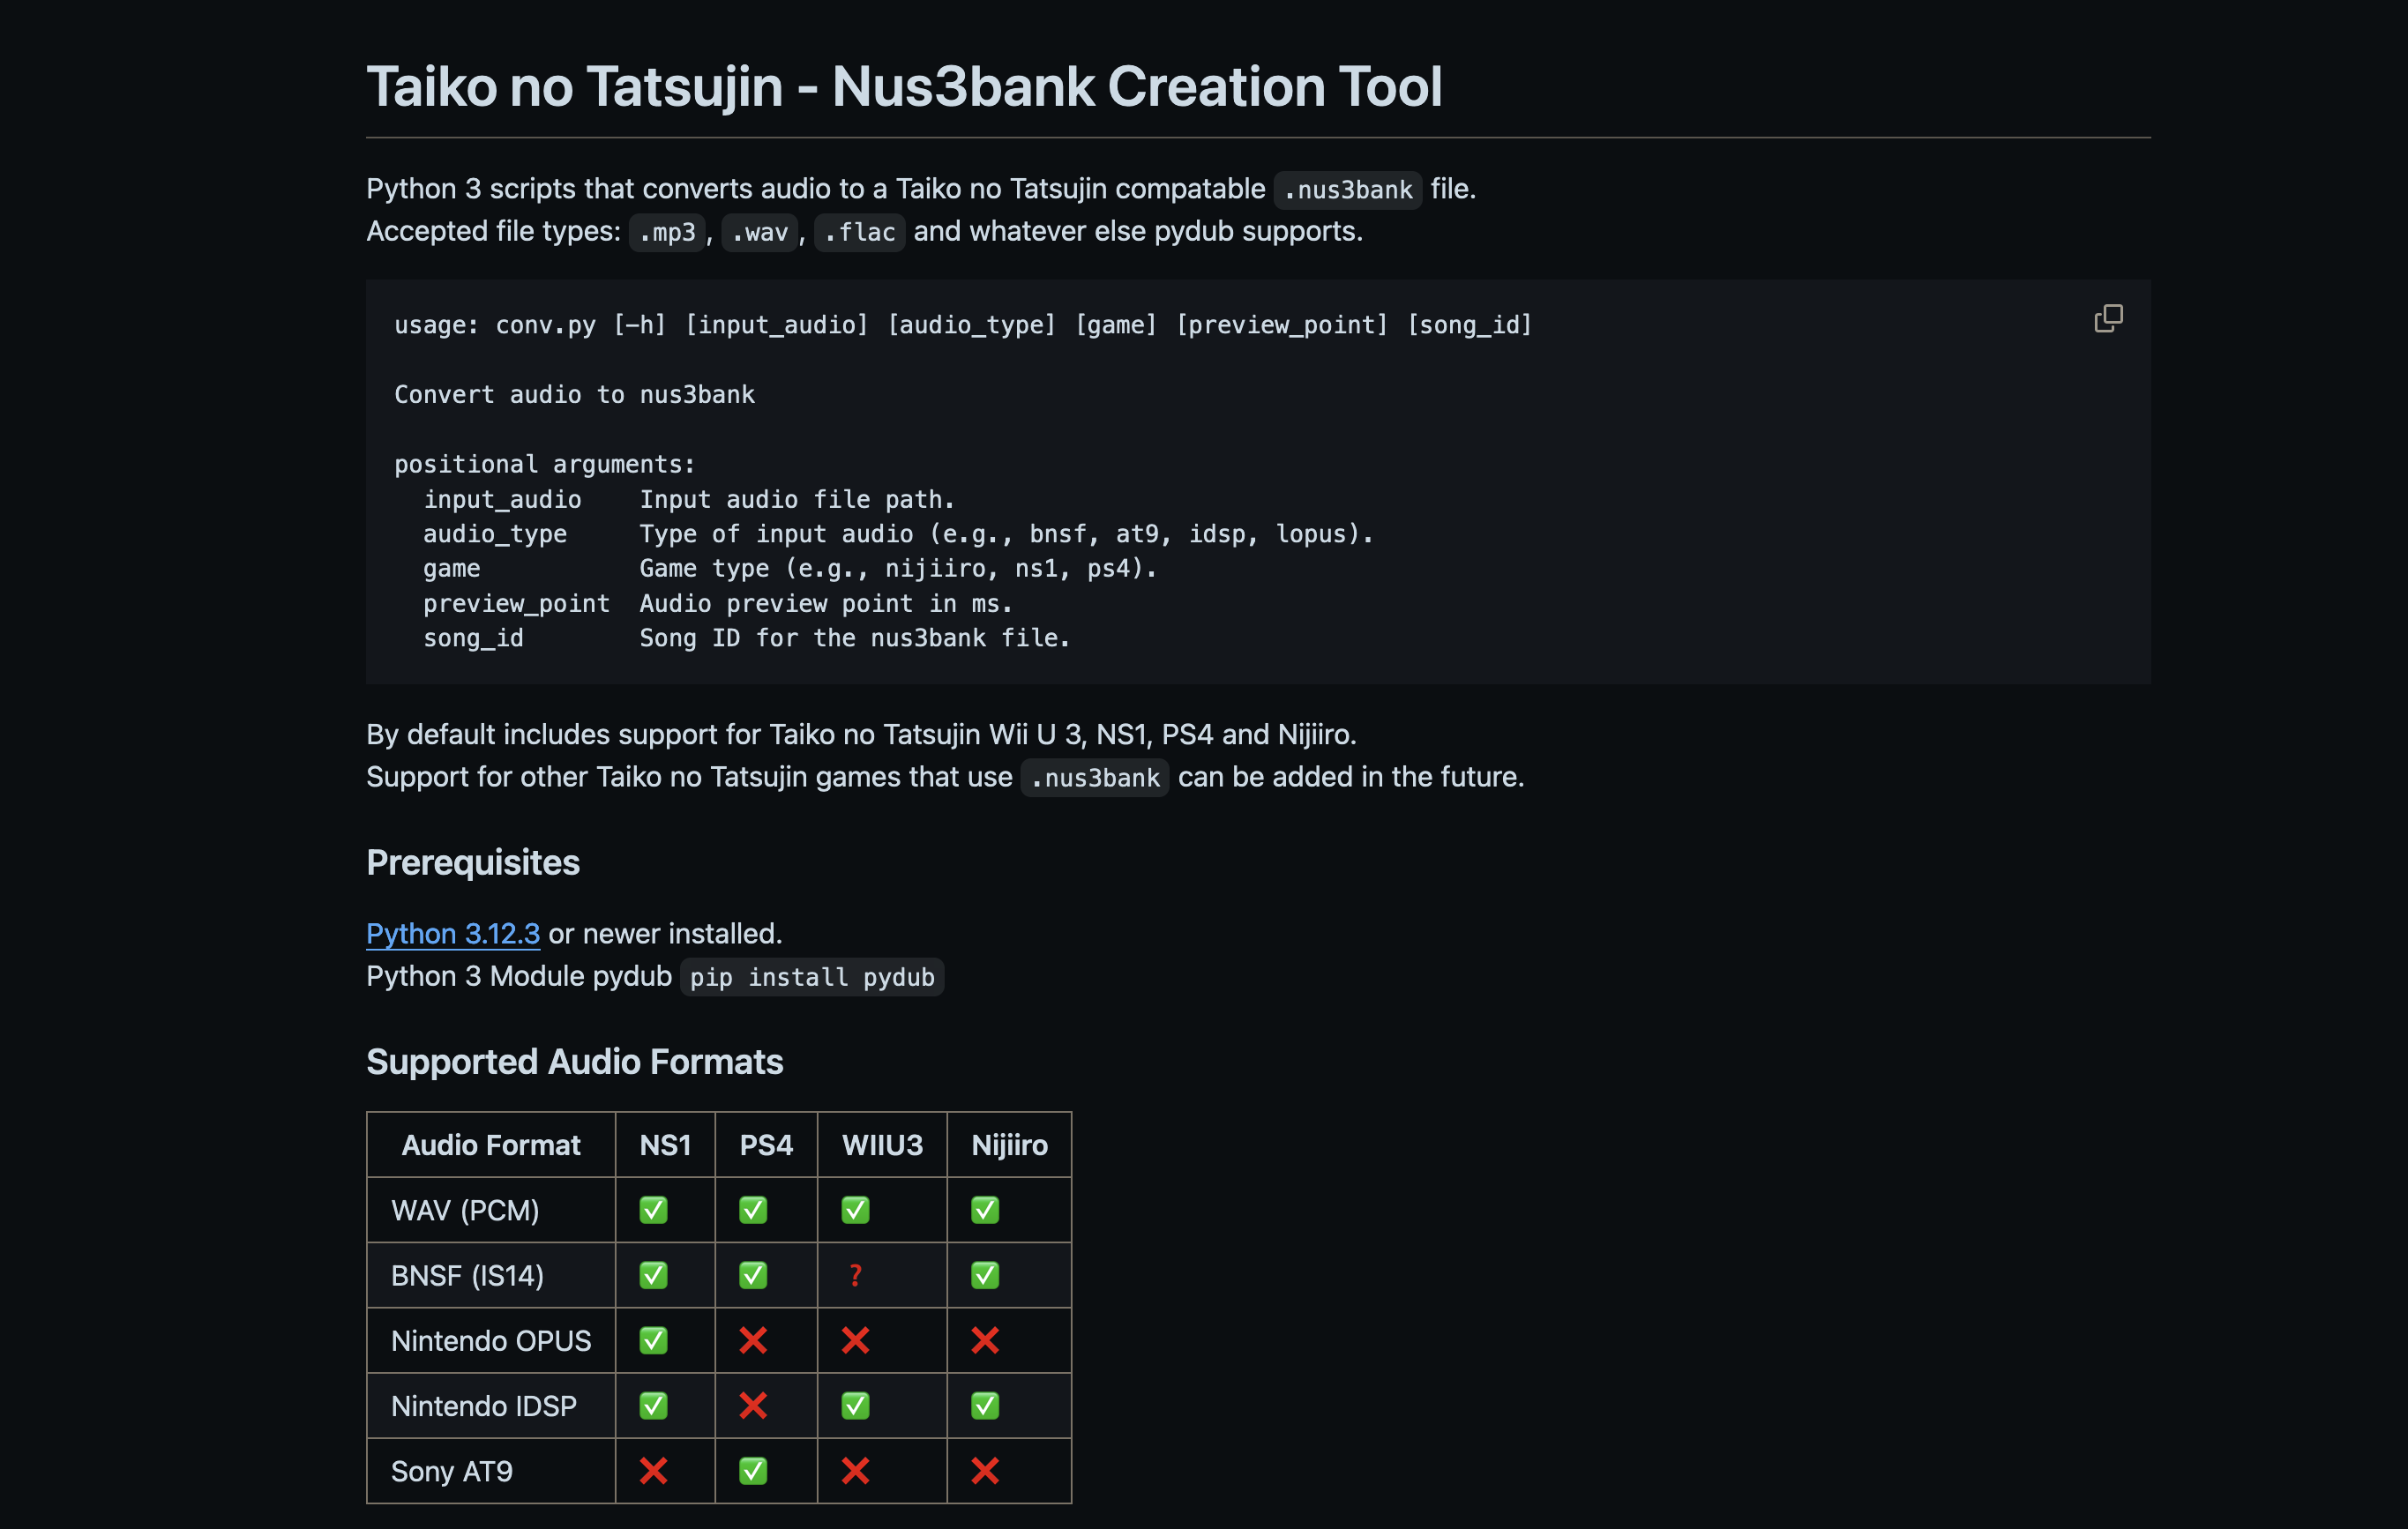 Taiko no Tatsujin - Nus3bank Creation Tool
Python 3 scripts that converts audio to a Taiko no Tatsujin compatable .nus3bank file.
Accepted file types: .mp3, .wav, .flac and whatever else pydub supports.
usage: conv.py [-h] [input_audio] [audio_type] [game] [preview_point] [song_id]
Convert audio to nus3bank
positional arguments:
input_audio Input audio file path.
audio_type Type of input audio (e.g., bnsf, at9, idsp, lopus).
game Game type (e.g., nijiiro, ns1, ps4).
preview_point Audio preview point in ms.
song_id Song ID for the nus3bank file.
By default includes support for Taiko no Tatsujin Wii U 3, NS1, PS4 and Nijiiro.
Support for other Taiko no Tatsujin games that use .nus3bank can be added in the future.
Prerequisites
Python 3.12.3 or newer installed.
Python 3 Module pydub pip install pydub
Supported Audio Formats
Audio Format NS1 PS4 WIIU3 Nijiiro
WAV (PCM) ✅ ✅ ✅ ✅
BNSF (IS14) ✅ ✅ ❓ ✅
Nintendo OPUS ✅ ❌ ❌ ❌
Nintendo IDSP ✅ ❌ ✅ ✅
Sony AT9 ❌ ✅ ❌ ❌